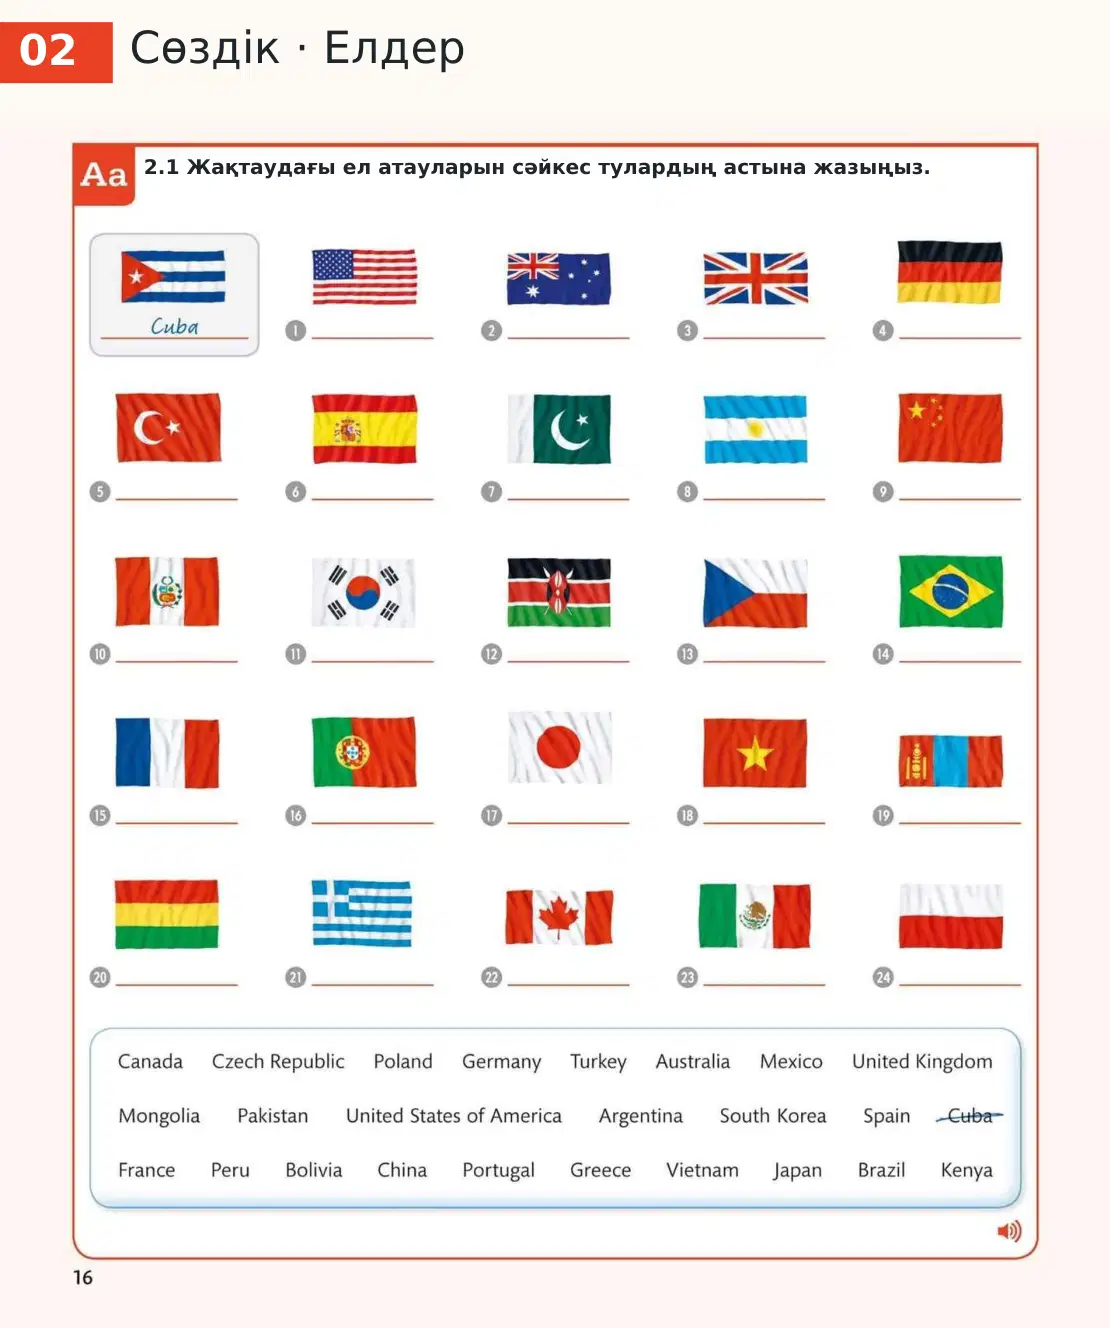 02 Сөздік · Елдер
Aa 2.1 Жақтаудағы ел атауларын сәйкес тулардың астына жазыңыз.
Cuba 1 2 3 4
5 6 7 8 9
10 11 12 13 14
15 16 17 18 19
20 21 22 23 24
Canada Czech Republic Poland Germany Turkey Australia Mexico United Kingdom
Mongolia Pakistan United States of America Argentina South Korea Spain Cuba
France Peru Bolivia China Portugal Greece Vietnam Japan Brazil Kenya
16